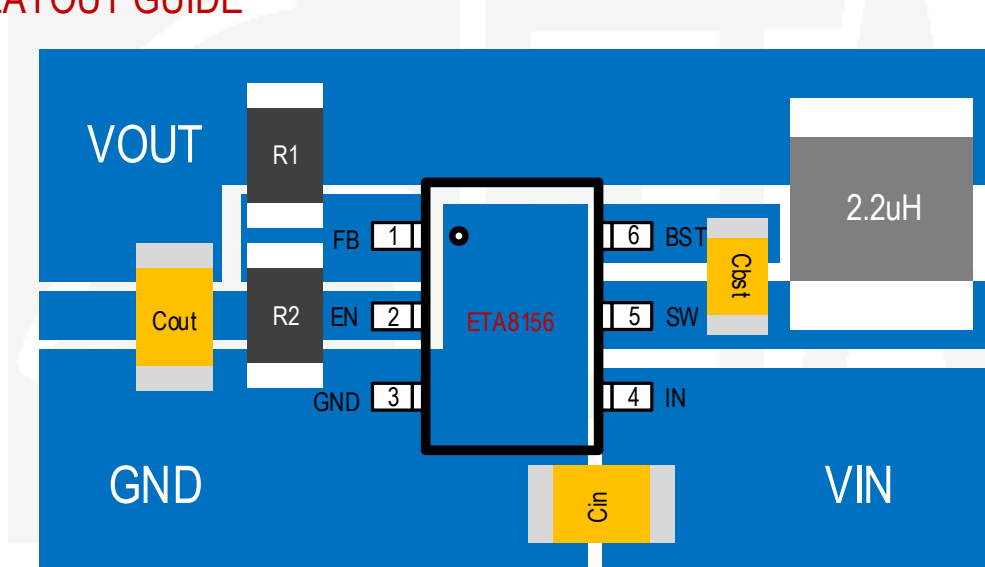 LAYOUT GUIDE
VOUT
R1
2.2uH
FB 1
6 BST
Cbst
Cout
R2
EN 2
ETA8156
5 SW
GND 3
4 IN
GND
Cin
VIN